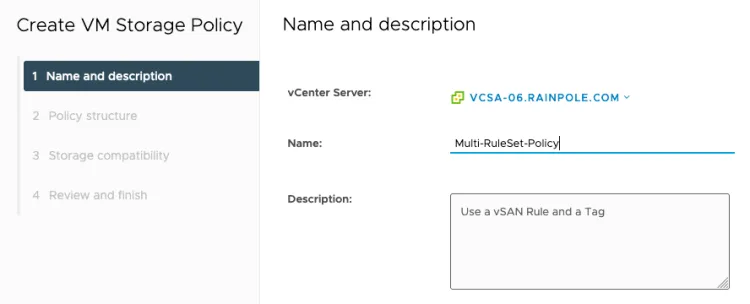 Create VM Storage Policy
1 Name and description
2 Policy structure
3 Storage compatibility
4 Review and finish
Name and description
vCenter Server:
VCSA-06.RAINPOLE.COM
Name:
Multi-RuleSet-Policy
Description:
Use a vSAN Rule and a Tag